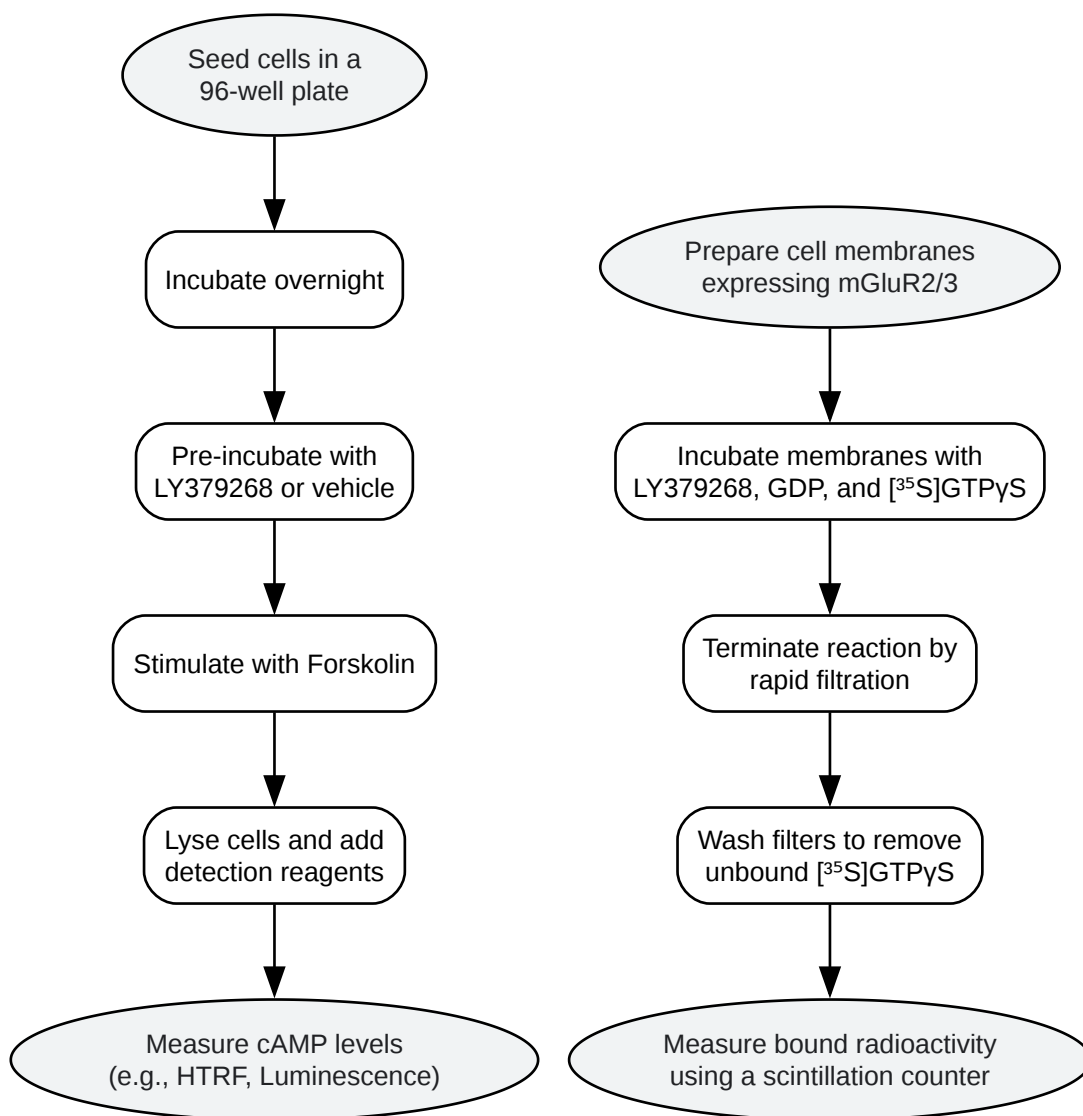 Seed cells in a
96-well plate
Incubate overnight
Pre-incubate with
LY379268 or vehicle
Stimulate with Forskolin
Lyse cells and add
detection reagents
Measure cAMP levels
(e.g., HTRF, Luminescence)
Prepare cell membranes
expressing mGluR2/3
Incubate membranes with
LY379268, GDP, and [³⁵S]GTPγS
Terminate reaction by
rapid filtration
Wash filters to remove
unbound [³⁵S]GTPγS
Measure bound radioactivity
using a scintillation counter